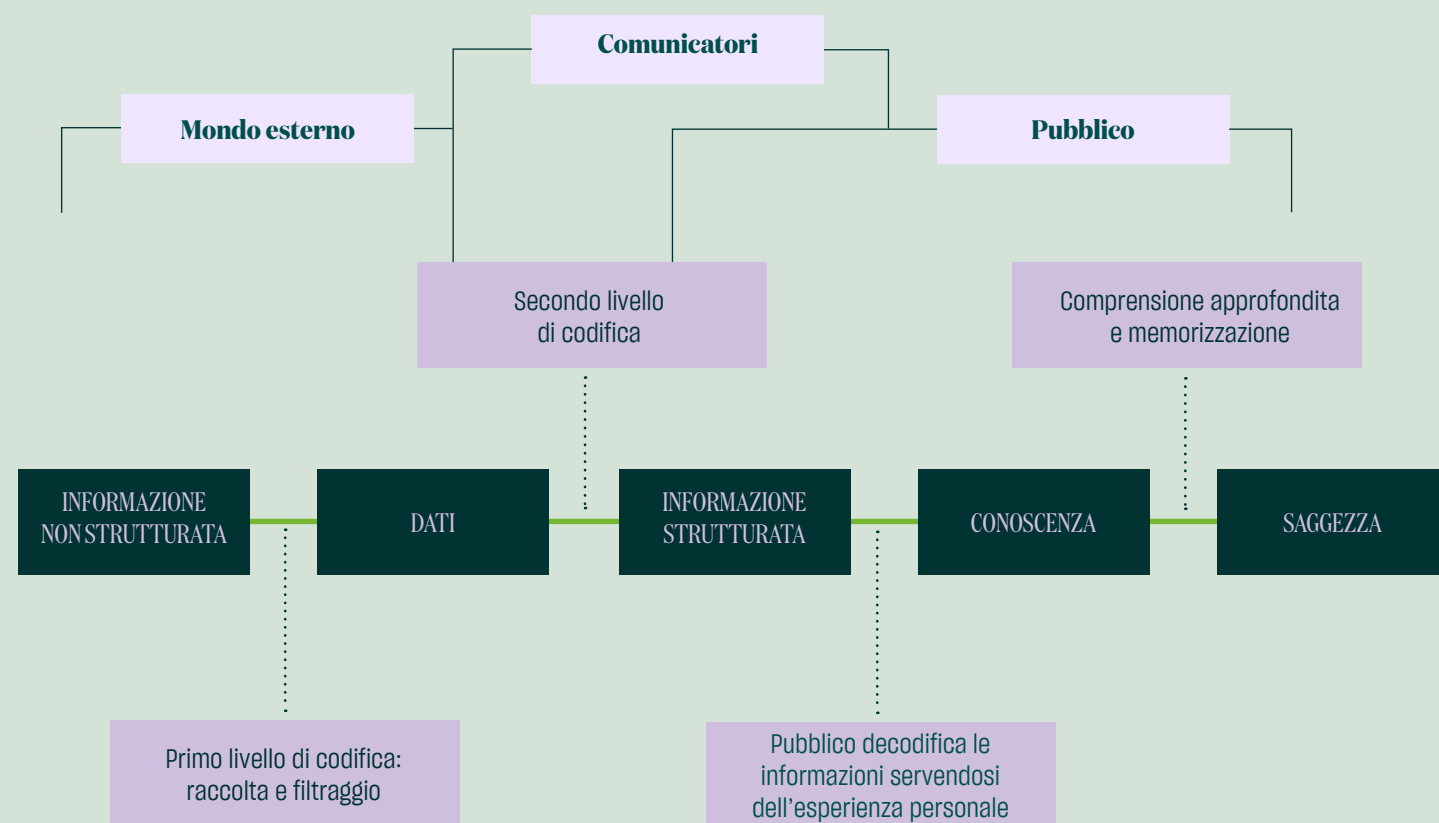 Comunicatori
Mondo esterno
Pubblico
Secondo livello
di codifica
Comprensione approfondita
e memorizzazione
INFORMAZIONE
NON STRUTTURATA
DATI
INFORMAZIONE
STRUTTURATA
CONOSCENZA
SAGGEZZA
Primo livello di codifica:
raccolta e filtraggio
Pubblico decodifica le
informazioni servendosi
dell’esperienza personale